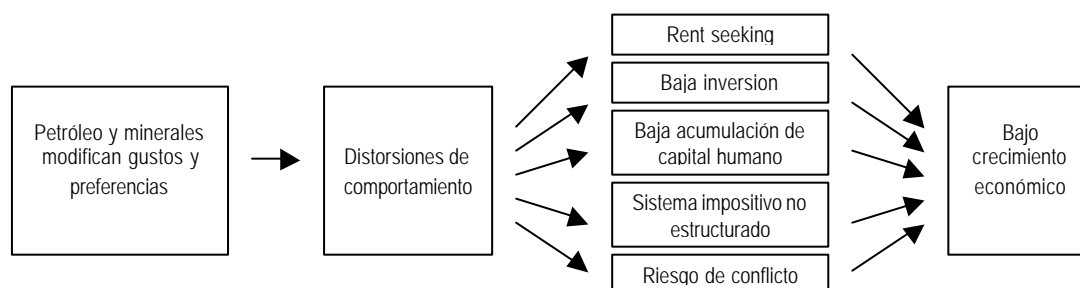 Petróleo y minerales
modifican gustos y
preferencias
Distorsiones de
comportamiento
Rent seeking
Baja inversion
Baja acumulación de
capital humano
Sistema impositivo no
estructurado
Riesgo de conflicto
Bajo
crecimiento
económico